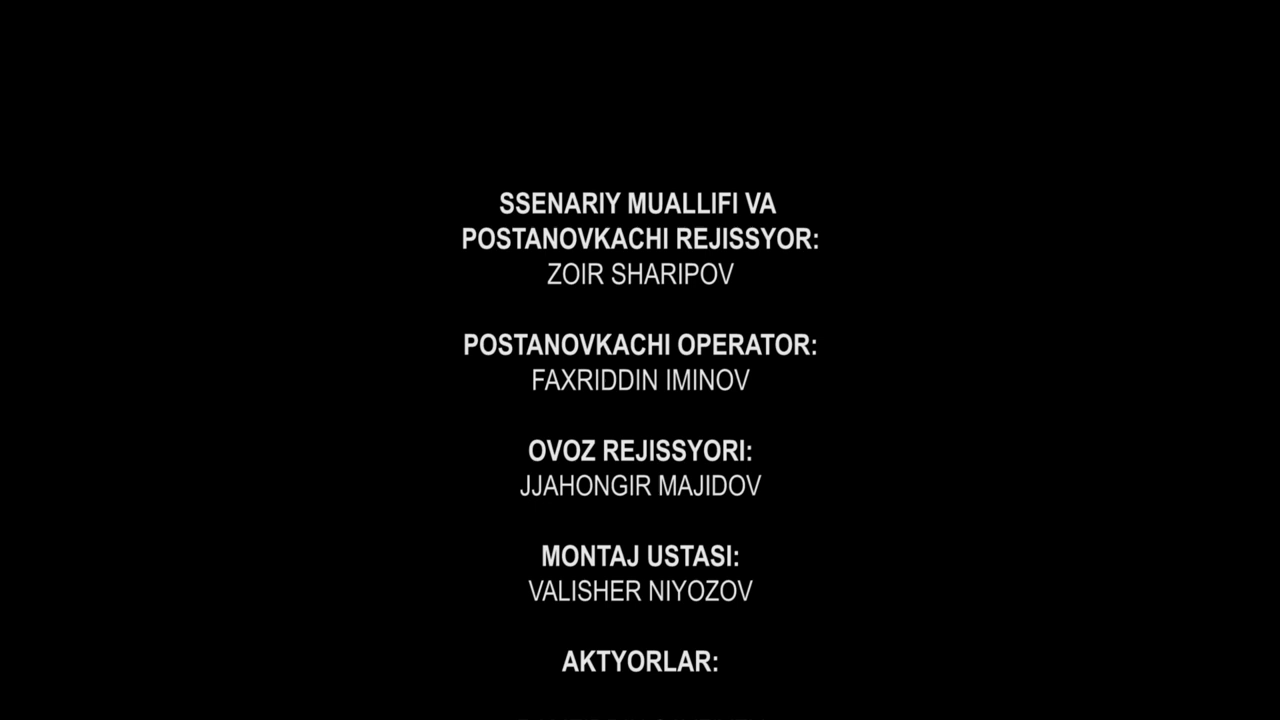 SSENARIY MUALLIFI VA
POSTANOVKACHI REJISSYOR:
ZOIR SHARIPOV
POSTANOVKACHI OPERATOR:
FAXRIDDIN IMINOV
OVOZ REJISSYORI:
JJAHONGIR MAJIDOV
MONTAJ USTASI:
VALISHER NIYOZOV
AKTYORLAR: